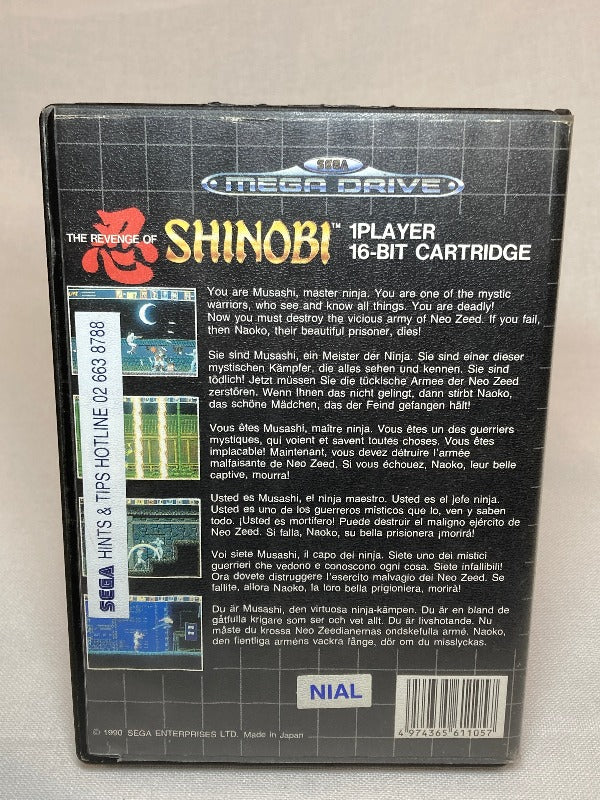 SEGA
MEGA DRIVE
THE REVENGE OF 忍 SHINOBI™ 1PLAYER
16-BIT CARTRIDGE
You are Musashi, master ninja. You are one of the mystic
warriors, who see and know all things. You are deadly!
Now you must destroy the vicious army of Neo Zeed. If you fail,
then Naoko, their beautiful prisoner, dies!
Sie sind Musashi, ein Meister der Ninja. Sie sind einer dieser
mystischen Kämpfer, die alles sehen und kennen. Sie sind
tödlich! Jetzt müssen Sie die tückische Armee der Neo Zeed
zerstören. Wenn Ihnen das nicht gelingt, dann stirbt Naoko,
das schöne Mädchen, das der Feind gefangen hält!
Vous êtes Musashi, maître ninja. Vous êtes un des guerriers
mystiques, qui voient et savent toutes choses. Vous êtes
implacable! Maintenant, vous devez détruire l'armée
malfaisante de Neo Zeed. Si vous échouez, Naoko, leur belle
captive, mourra!
Usted es Musashi, el ninja maestro. Usted es el jefe ninja.
Usted es uno de los guerreros místicos que lo, ven y saben
todo. ¡Usted es mortífero! Puede destruir el maligno ejército de
Neo Zeed. Si falla, Naoko, su bella prisionera ¡morirá!
Voi siete Musashi, il capo dei ninja. Siete uno dei mistici
guerrieri che vedono e conoscono ogni cosa. Siete infallibili!
Ora dovete distruggere l'esercito malvagio dei Neo Zeed. Se
fallite, allora Naoko, la loro bella prigioniera, morirà!
Du är Musashi, den virtuosa ninja-kämpen. Du är en bland de
gåtfulla krigare som ser och vet allt. Du är livshotande. Nu
måste du krossa Neo Zeedianernas ondskefulla armé. Naoko,
den fientliga arméns vackra fånge, dör om du misslyckas.
SEGA HINTS & TIPS HOTLINE 02 663 8788
NIAL
4 974365 611057
© 1990 SEGA ENTERPRISES LTD. Made in Japan